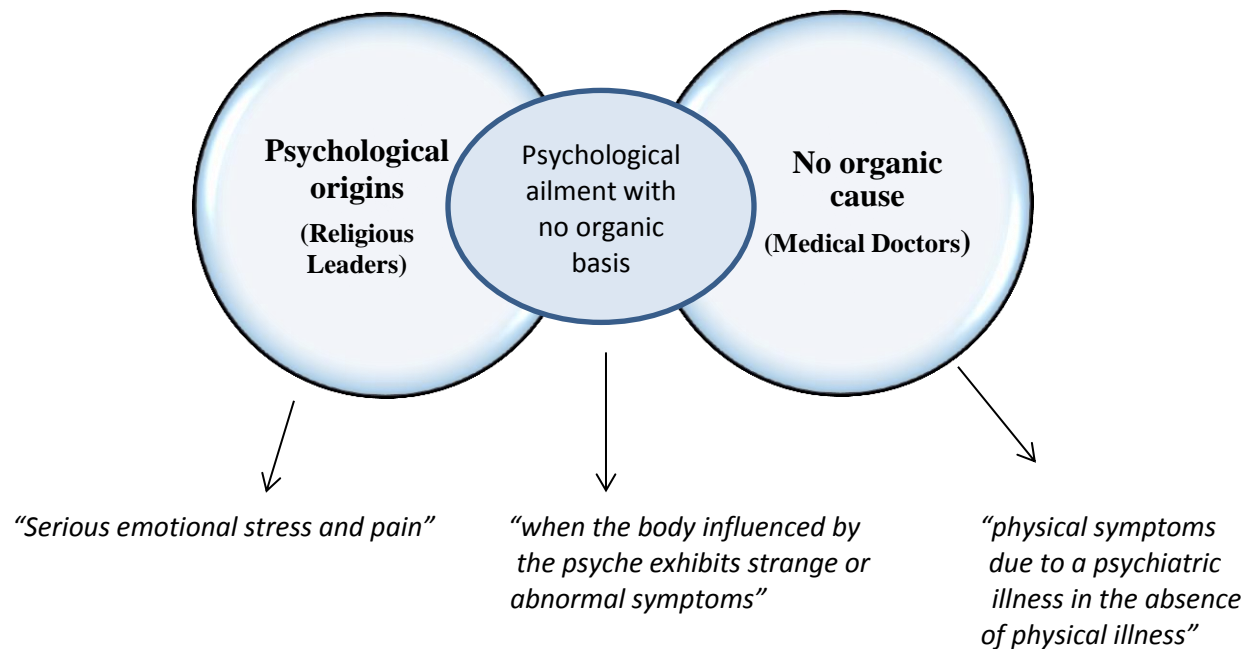 Psychological
origins
(Religious
Leaders)
Psychological
ailment with
no organic
basis
No organic
cause
(Medical Doctors)
“Serious emotional stress and pain”
“when the body influenced by
the psyche exhibits strange or
abnormal symptoms”
“physical symptoms
due to a psychiatric
illness in the absence
of physical illness”